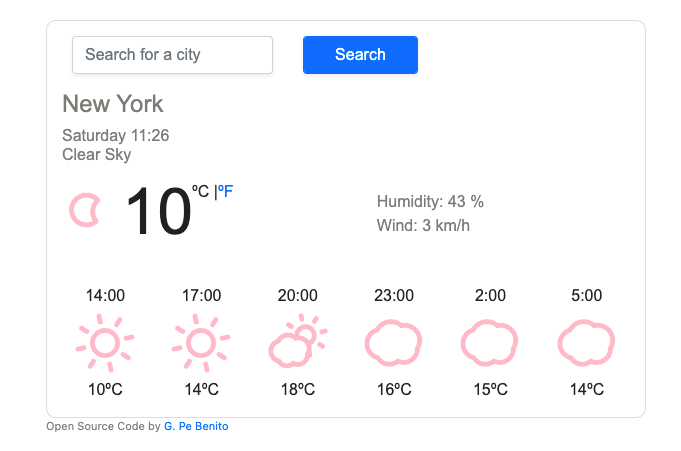 Search for a city
Search
New York
Saturday 11:26
Clear Sky
10 ºC |ºF
Humidity: 43 %
Wind: 3 km/h
14:00 17:00 20:00 23:00 2:00 5:00
10ºC 14ºC 18ºC 16ºC 15ºC 14ºC
Open Source Code by G. Pe Benito